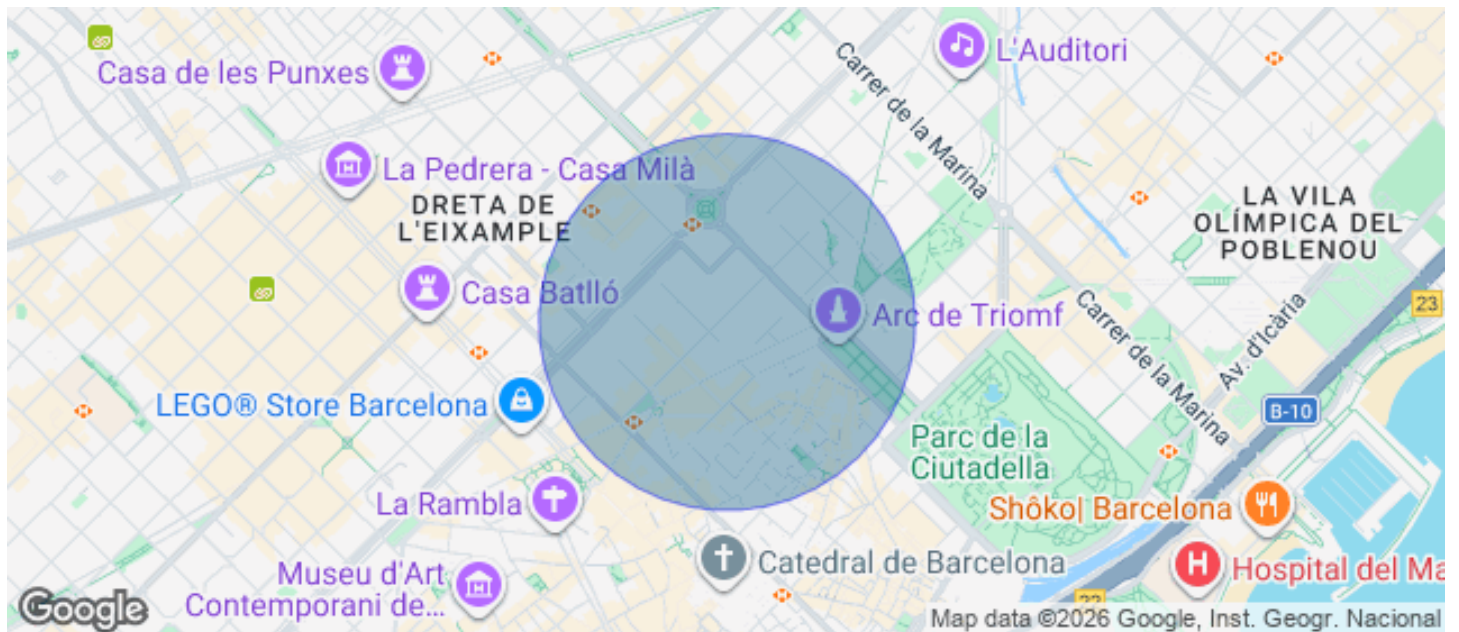 L'Auditori
Carrer de la Marina
Casa de les Punxes
La Pedrera - Casa Milà
DRETA DE
L'EIXAMPLE
LA VILA
OLÍMPICA DEL
POBLENOU
Casa Batlló
Arc de Triomf
23
Carrer de la Marina
Av. d'Icària
LEGO® Store Barcelona
B-10
Parc de la
Ciutadella
La Rambla
Shôko| Barcelona
Catedral de Barcelona
Hospital del Ma
Museu d'Art
Contemporani de...
23
Google
Map data ©2026 Google, Inst. Geogr. Nacional